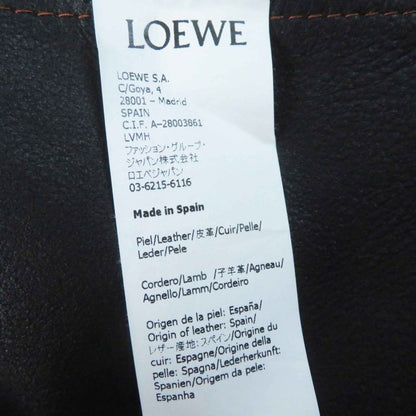 LOEWE
LOEWE S.A.
C/Goya, 4
28001 – Madrid
SPAIN
C.I.F. A-28003861
LVMH
ファッション・グループ・
ジャパン株式会社
ロエベジャパン
03-6215-6116
Made in Spain
Piel/Leather/皮革/Cuir/Pelle/
Leder/Pele
Cordero/Lamb /子羊革/Agneau/
Agnello/Lamm/Cordeiro
Origen de la piel: España/
Origin of leather: Spain/
レザー産地: スペイン/Origine du
cuir: Espagne/Origine della
pelle: Spagna/Lederherkunft:
Spanien/Origem da pele:
Espanha